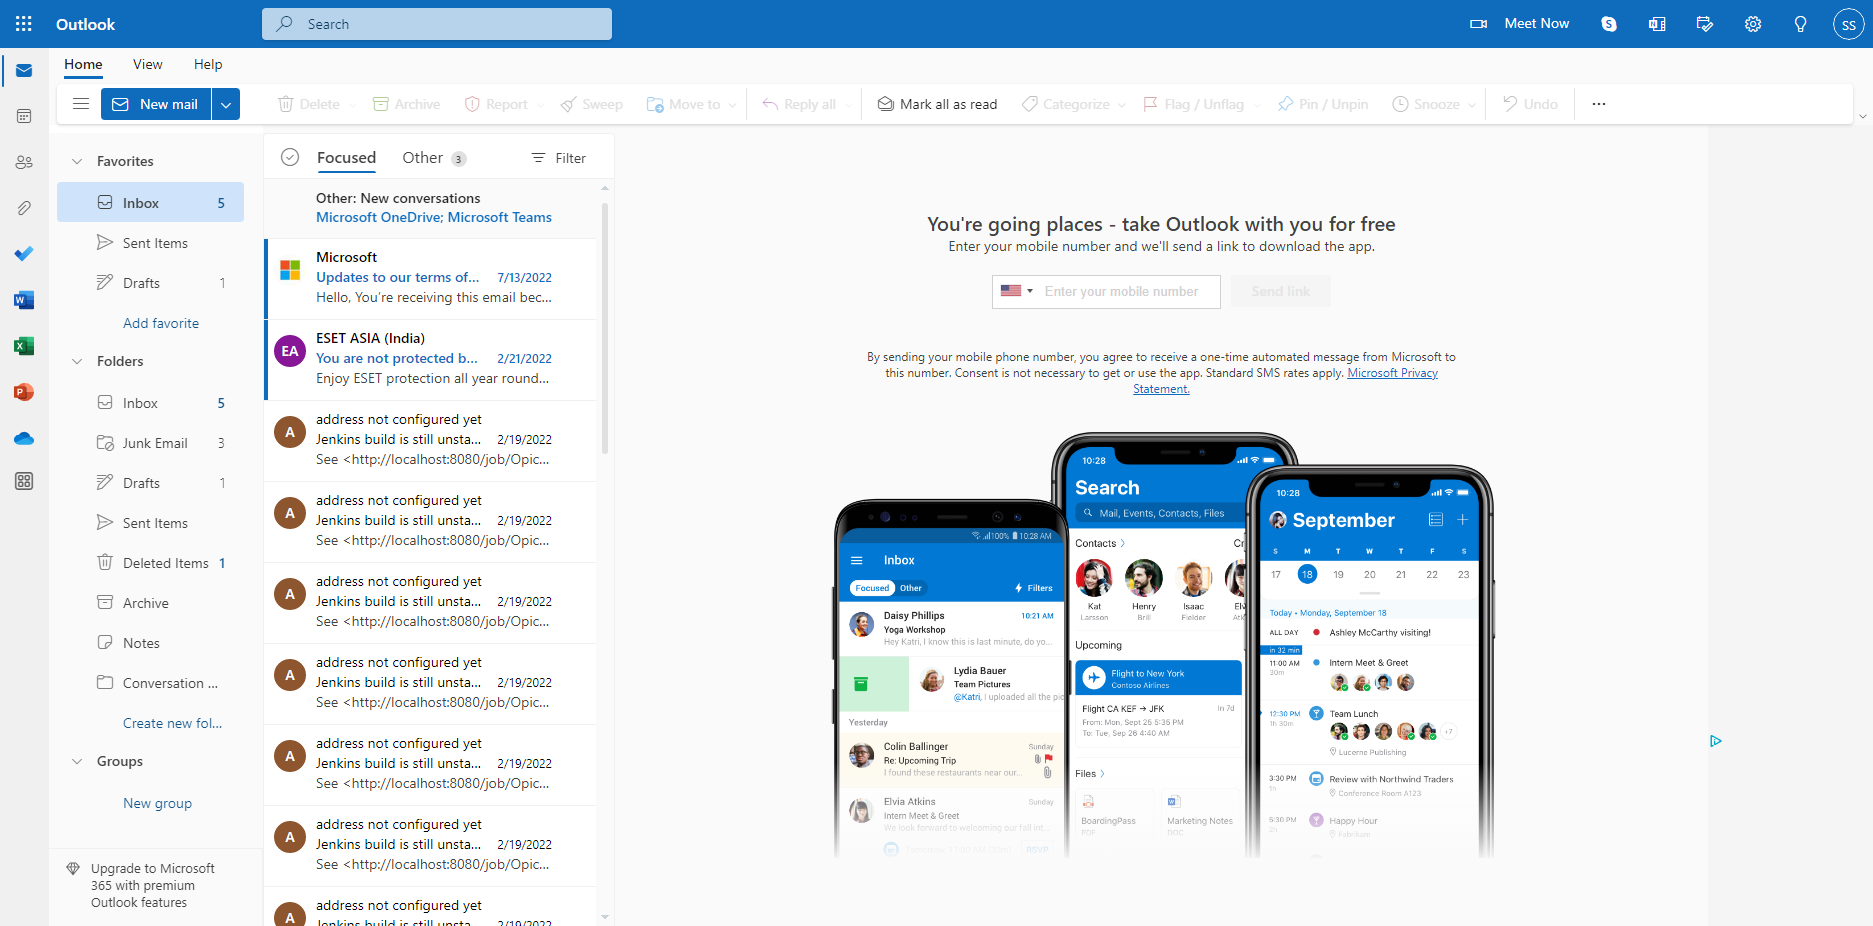 Outlook
Search
Meet Now
SS
Home
View
Help
New mail
Delete
Archive
Report
Sweep
Move to
Reply all
Mark all as read
Categorize
Flag / Unflag
Pin / Unpin
Snooze
Undo
Favorites
Inbox 5
Sent Items
Drafts 1
Add favorite
Folders
Inbox 5
Junk Email 3
Drafts 1
Sent Items
Deleted Items 1
Archive
Notes
Conversation ...
Create new fol...
Groups
New group
Upgrade to Microsoft
365 with premium
Outlook features
Focused
Other 3
Filter
Other: New conversations
Microsoft OneDrive; Microsoft Teams
Microsoft
Updates to our terms of... 7/13/2022
Hello, You're receiving this email bec...
EA
ESET ASIA (India)
You are not protected b... 2/21/2022
Enjoy ESET protection all year round...
A
address not configured yet
Jenkins build is still unsta... 2/19/2022
See <http://localhost:8080/job/Opic...
A
address not configured yet
Jenkins build is still unsta... 2/19/2022
See <http://localhost:8080/job/Opic...
A
address not configured yet
Jenkins build is still unsta... 2/19/2022
See <http://localhost:8080/job/Opic...
A
address not configured yet
Jenkins build is still unsta... 2/19/2022
See <http://localhost:8080/job/Opic...
A
address not configured yet
Jenkins build is still unsta... 2/19/2022
See <http://localhost:8080/job/Opic...
A
address not configured yet
Jenkins build is still unsta... 2/19/2022
See <http://localhost:8080/job/Opic...
A
address not configured yet
Jenkins build is still unsta... 2/19/2022
You're going places - take Outlook with you for free
Enter your mobile number and we'll send a link to download the app.
Enter your mobile number
Send link
By sending your mobile phone number, you agree to receive a one-time automated message from Microsoft to
this number. Consent is not necessary to get or use the app. Standard SMS rates apply. Microsoft Privacy
Statement.
100% 10:28 AM
Inbox
Focused Other
Filters
Daisy Phillips 10:21 AM
Yoga Workshop
Hey Katri, I know this is last minute, do yo...
Lydia Bauer
Team Pictures
@Katri, I uploaded all the pic
Yesterday
Colin Ballinger Sunday
Re: Upcoming Trip
I found these restaurants near our...
Elvia Atkins Sunday
Intern Meet & Greet
We look forward to welcoming our fall int...
10:28
Search
Mail, Events, Contacts, Files
Contacts
Kat
Larsson
Henry
Brill
Isaac
Fielder
Upcoming
Flight to New York
Contoso Airlines
Flight CA KEF → JFK In 7d
From: Mon, Sept 25 5:35 PM
To: Tue, Sep 26 4:40 AM
Files
BoardingPass
PDF
Marketing Notes
DOC
10:28
September
S M T W T F S
17 18 19 20 21 22 23
Today • Monday, September 18
ALL DAY Ashley McCarthy visiting!
in 32 min
11:00 AM Intern Meet & Greet
30m
12:30 PM Team Lunch
1h 30m
+7
Lucerne Publishing
3:30 PM Review with Northwind Traders
1h Conference Room A123
5:30 PM Happy Hour
2h Fabrikam